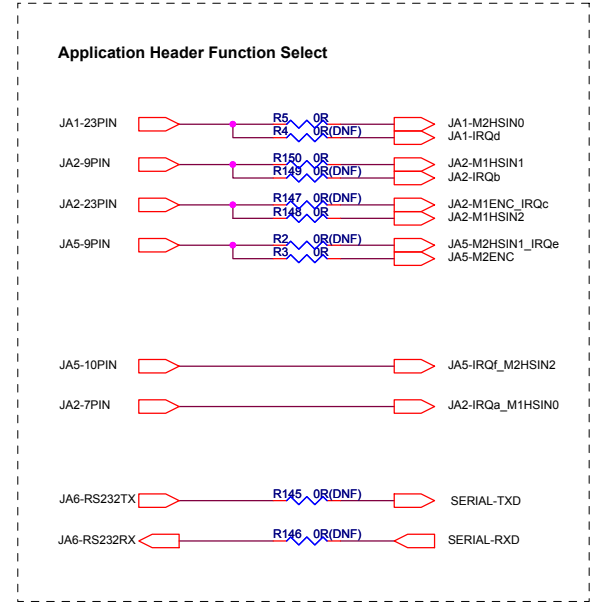 Application Header Function Select
JA1-23PIN R5 0R JA1-M2HSIN0
R4 0R(DNF) JA1-IRQd
JA2-9PIN R150 0R JA2-M1HSIN1
R149 0R(DNF) JA2-IRQb
JA2-23PIN R147 0R(DNF) JA2-M1ENC_IRQc
R148 0R JA2-M1HSIN2
JA5-9PIN R2 0R(DNF) JA5-M2HSIN1_IRQe
R3 0R JA5-M2ENC
JA5-10PIN JA5-IRQf_M2HSIN2
JA2-7PIN JA2-IRQa_M1HSIN0
JA6-RS232TX R145 0R(DNF) SERIAL-TXD
JA6-RS232RX R146 0R(DNF) SERIAL-RXD